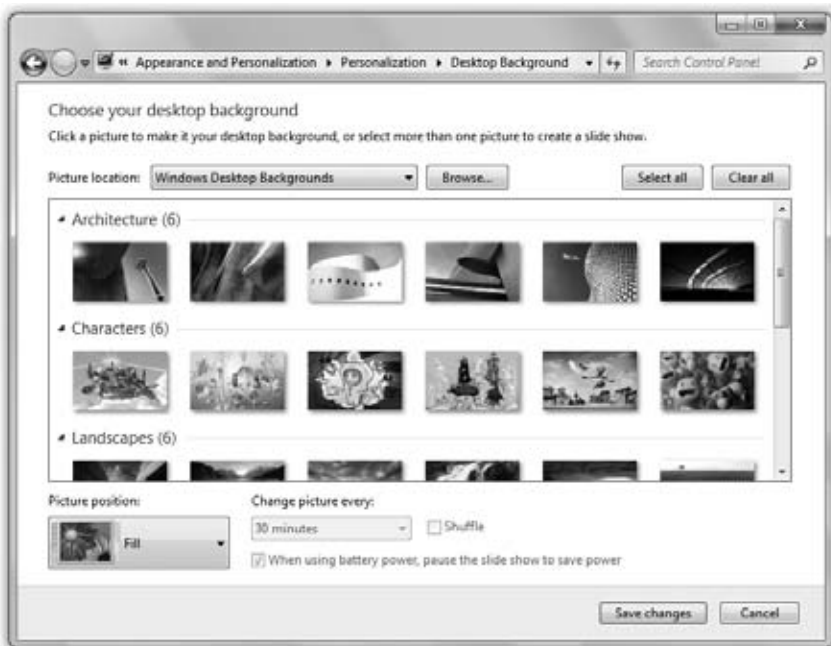 « Appearance and Personalization ▸ Personalization ▸ Desktop Background Search Control Panel
Choose your desktop background
Click a picture to make it your desktop background, or select more than one picture to create a slide show.
Picture location: Windows Desktop Backgrounds Browse... Select all Clear all
Architecture (6)
Characters (6)
Landscapes (6)
Picture position: Change picture every:
Fill 30 minutes Shuffle
When using battery power, pause the slide show to save power
Save changes Cancel